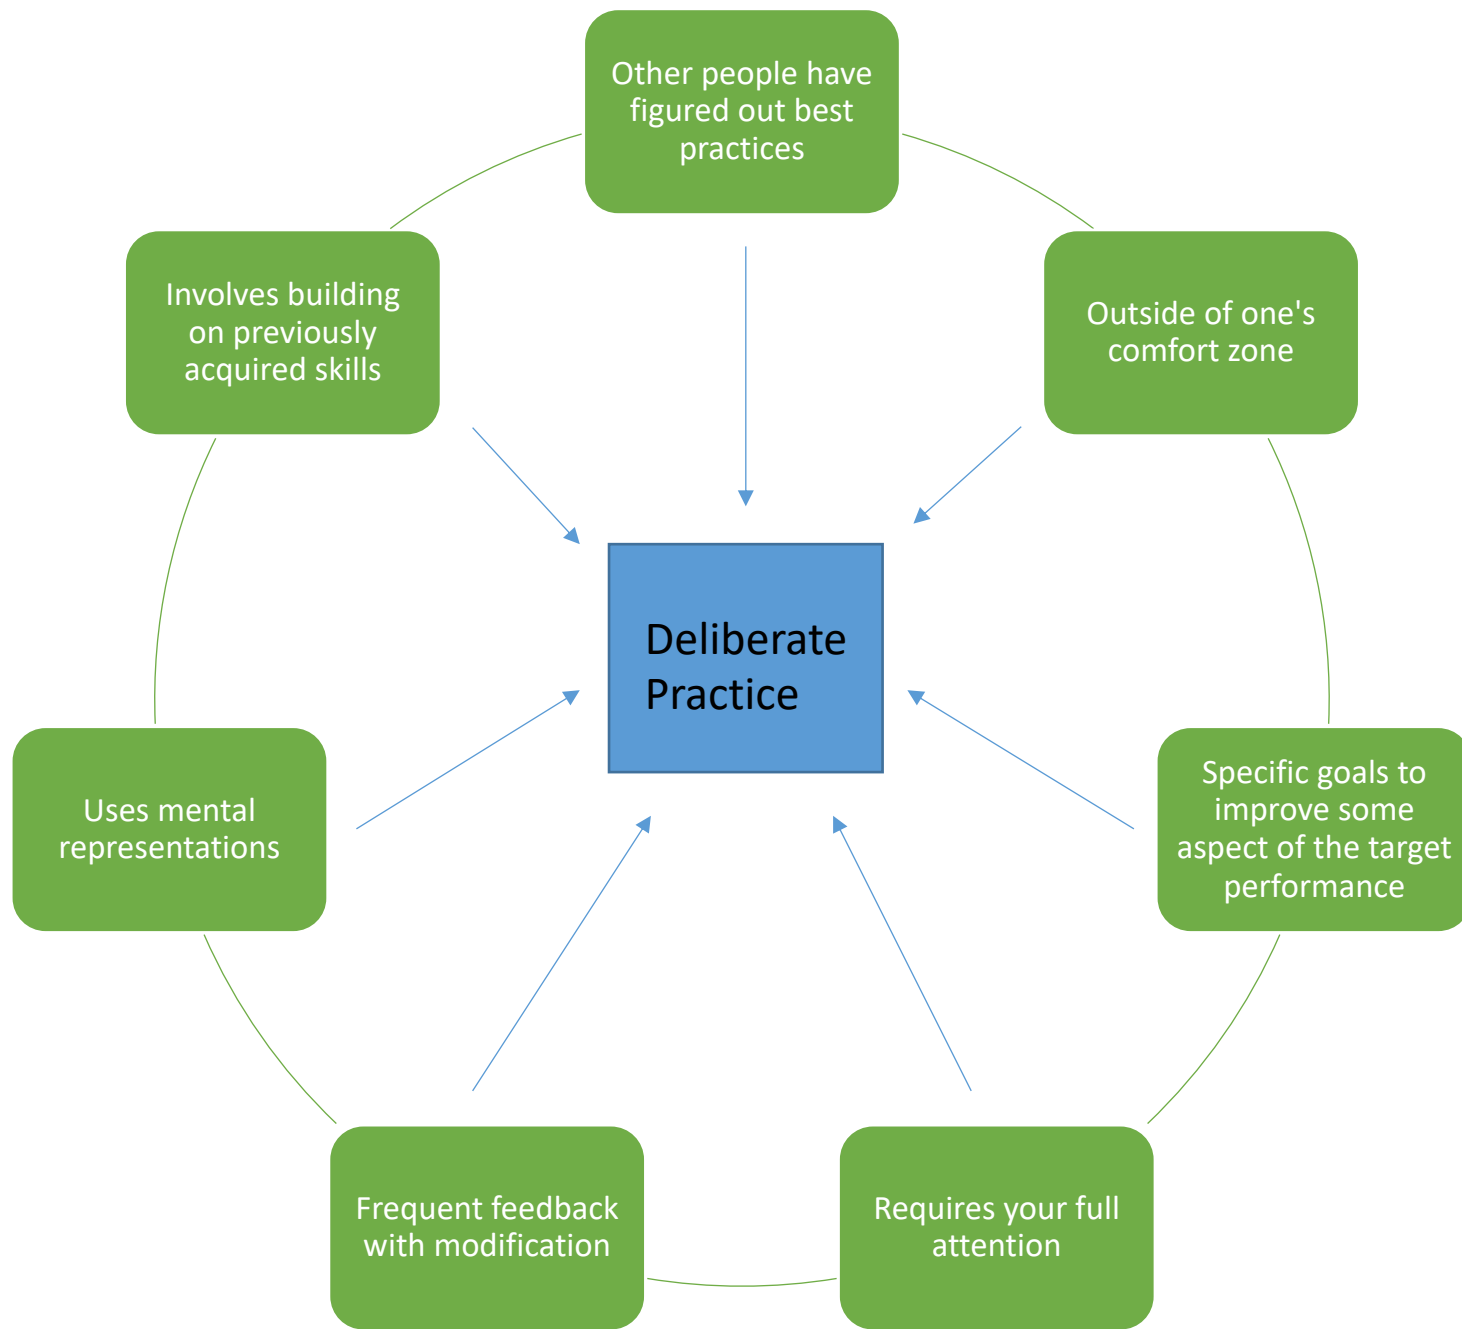 Other people have
figured out best
practices
Outside of one's
comfort zone
Specific goals to
improve some
aspect of the target
performance
Requires your full
attention
Frequent feedback
with modification
Uses mental
representations
Involves building
on previously
acquired skills
Deliberate
Practice